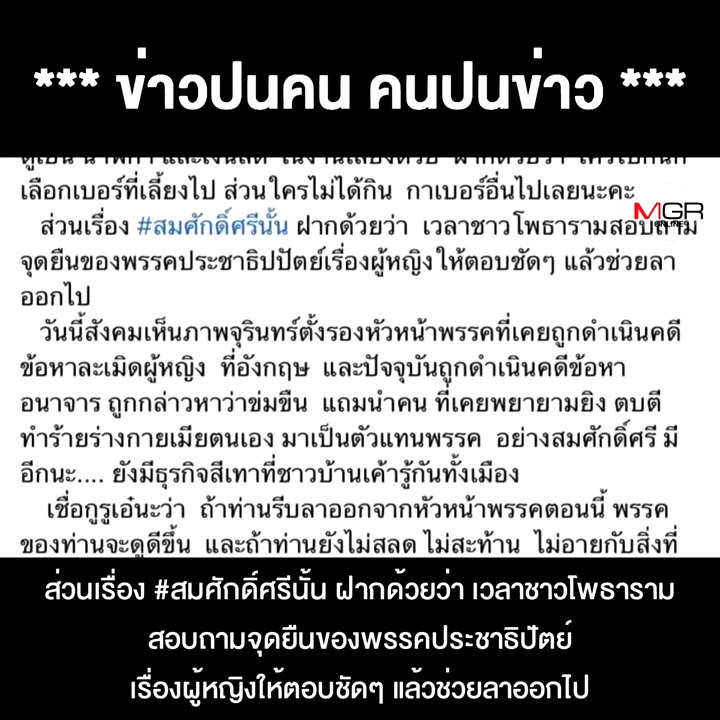 *** ข่าวปนคน คนปนข่าว ***
เลือกเบอร์ที่เลี้ยงไป ส่วนใครไม่ได้กิน กาเบอร์อื่นไปเลยนะคะ
MGR
ONLINE
ส่วนเรื่อง #สมศักดิ์ศรีนั้น ฝากด้วยว่า เวลาชาวโพธารามสอบถาม
จุดยืนของพรรคประชาธิปปัตย์เรื่องผู้หญิงให้ตอบชัดๆ แล้วช่วยลา
ออกไป
วันนี้สังคมเห็นภาพจุรินทร์ตั้งรองหัวหน้าพรรคที่เคยถูกดำเนินคดี
ข้อหาละเมิดผู้หญิง ที่อังกฤษ และปัจจุบันถูกดำเนินคดีข้อหา
อนาจาร ถูกกล่าวหาว่าข่มขืน แถมนำคน ที่เคยพยายามยิง ตบตี
ทำร้ายร่างกายเมียตนเอง มาเป็นตัวแทนพรรค อย่างสมศักดิ์ศรี มี
อีกนะ.... ยังมีธุรกิจสีเทาที่ชาวบ้านเค้ารู้กันทั้งเมือง
เชื่อกูรูเอ๋นะว่า ถ้าท่านรีบลาออกจากหัวหน้าพรรคตอนนี้ พรรค
ของท่านจะดูดีขึ้น และถ้าท่านยังไม่สลด ไม่สะท้าน ไม่อายกับสิ่งที่
ส่วนเรื่อง #สมศักดิ์ศรีนั้น ฝากด้วยว่า เวลาชาวโพธาราม
สอบถามจุดยืนของพรรคประชาธิปัตย์
เรื่องผู้หญิงให้ตอบชัดๆ แล้วช่วยลาออกไป